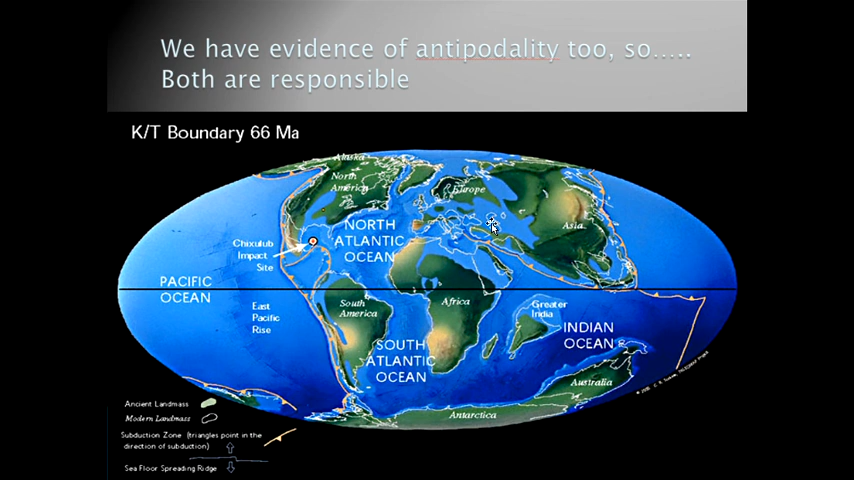 We have evidence of antipodality too, so.....
Both are responsible
K/T Boundary 66 Ma
Alaska
North
America
Europe
Asia
NORTH
ATLANTIC
OCEAN
Chixulub
Impact
Site
PACIFIC
OCEAN
East
Pacific
Rise
South
America
Africa
Greater
India
INDIAN
OCEAN
SOUTH
ATLANTIC
OCEAN
Australia
Antarctica
Ancient Landmass
Modern Landmass
Subduction Zone (triangles point in the
direction of subduction)
Sea Floor Spreading Ridge